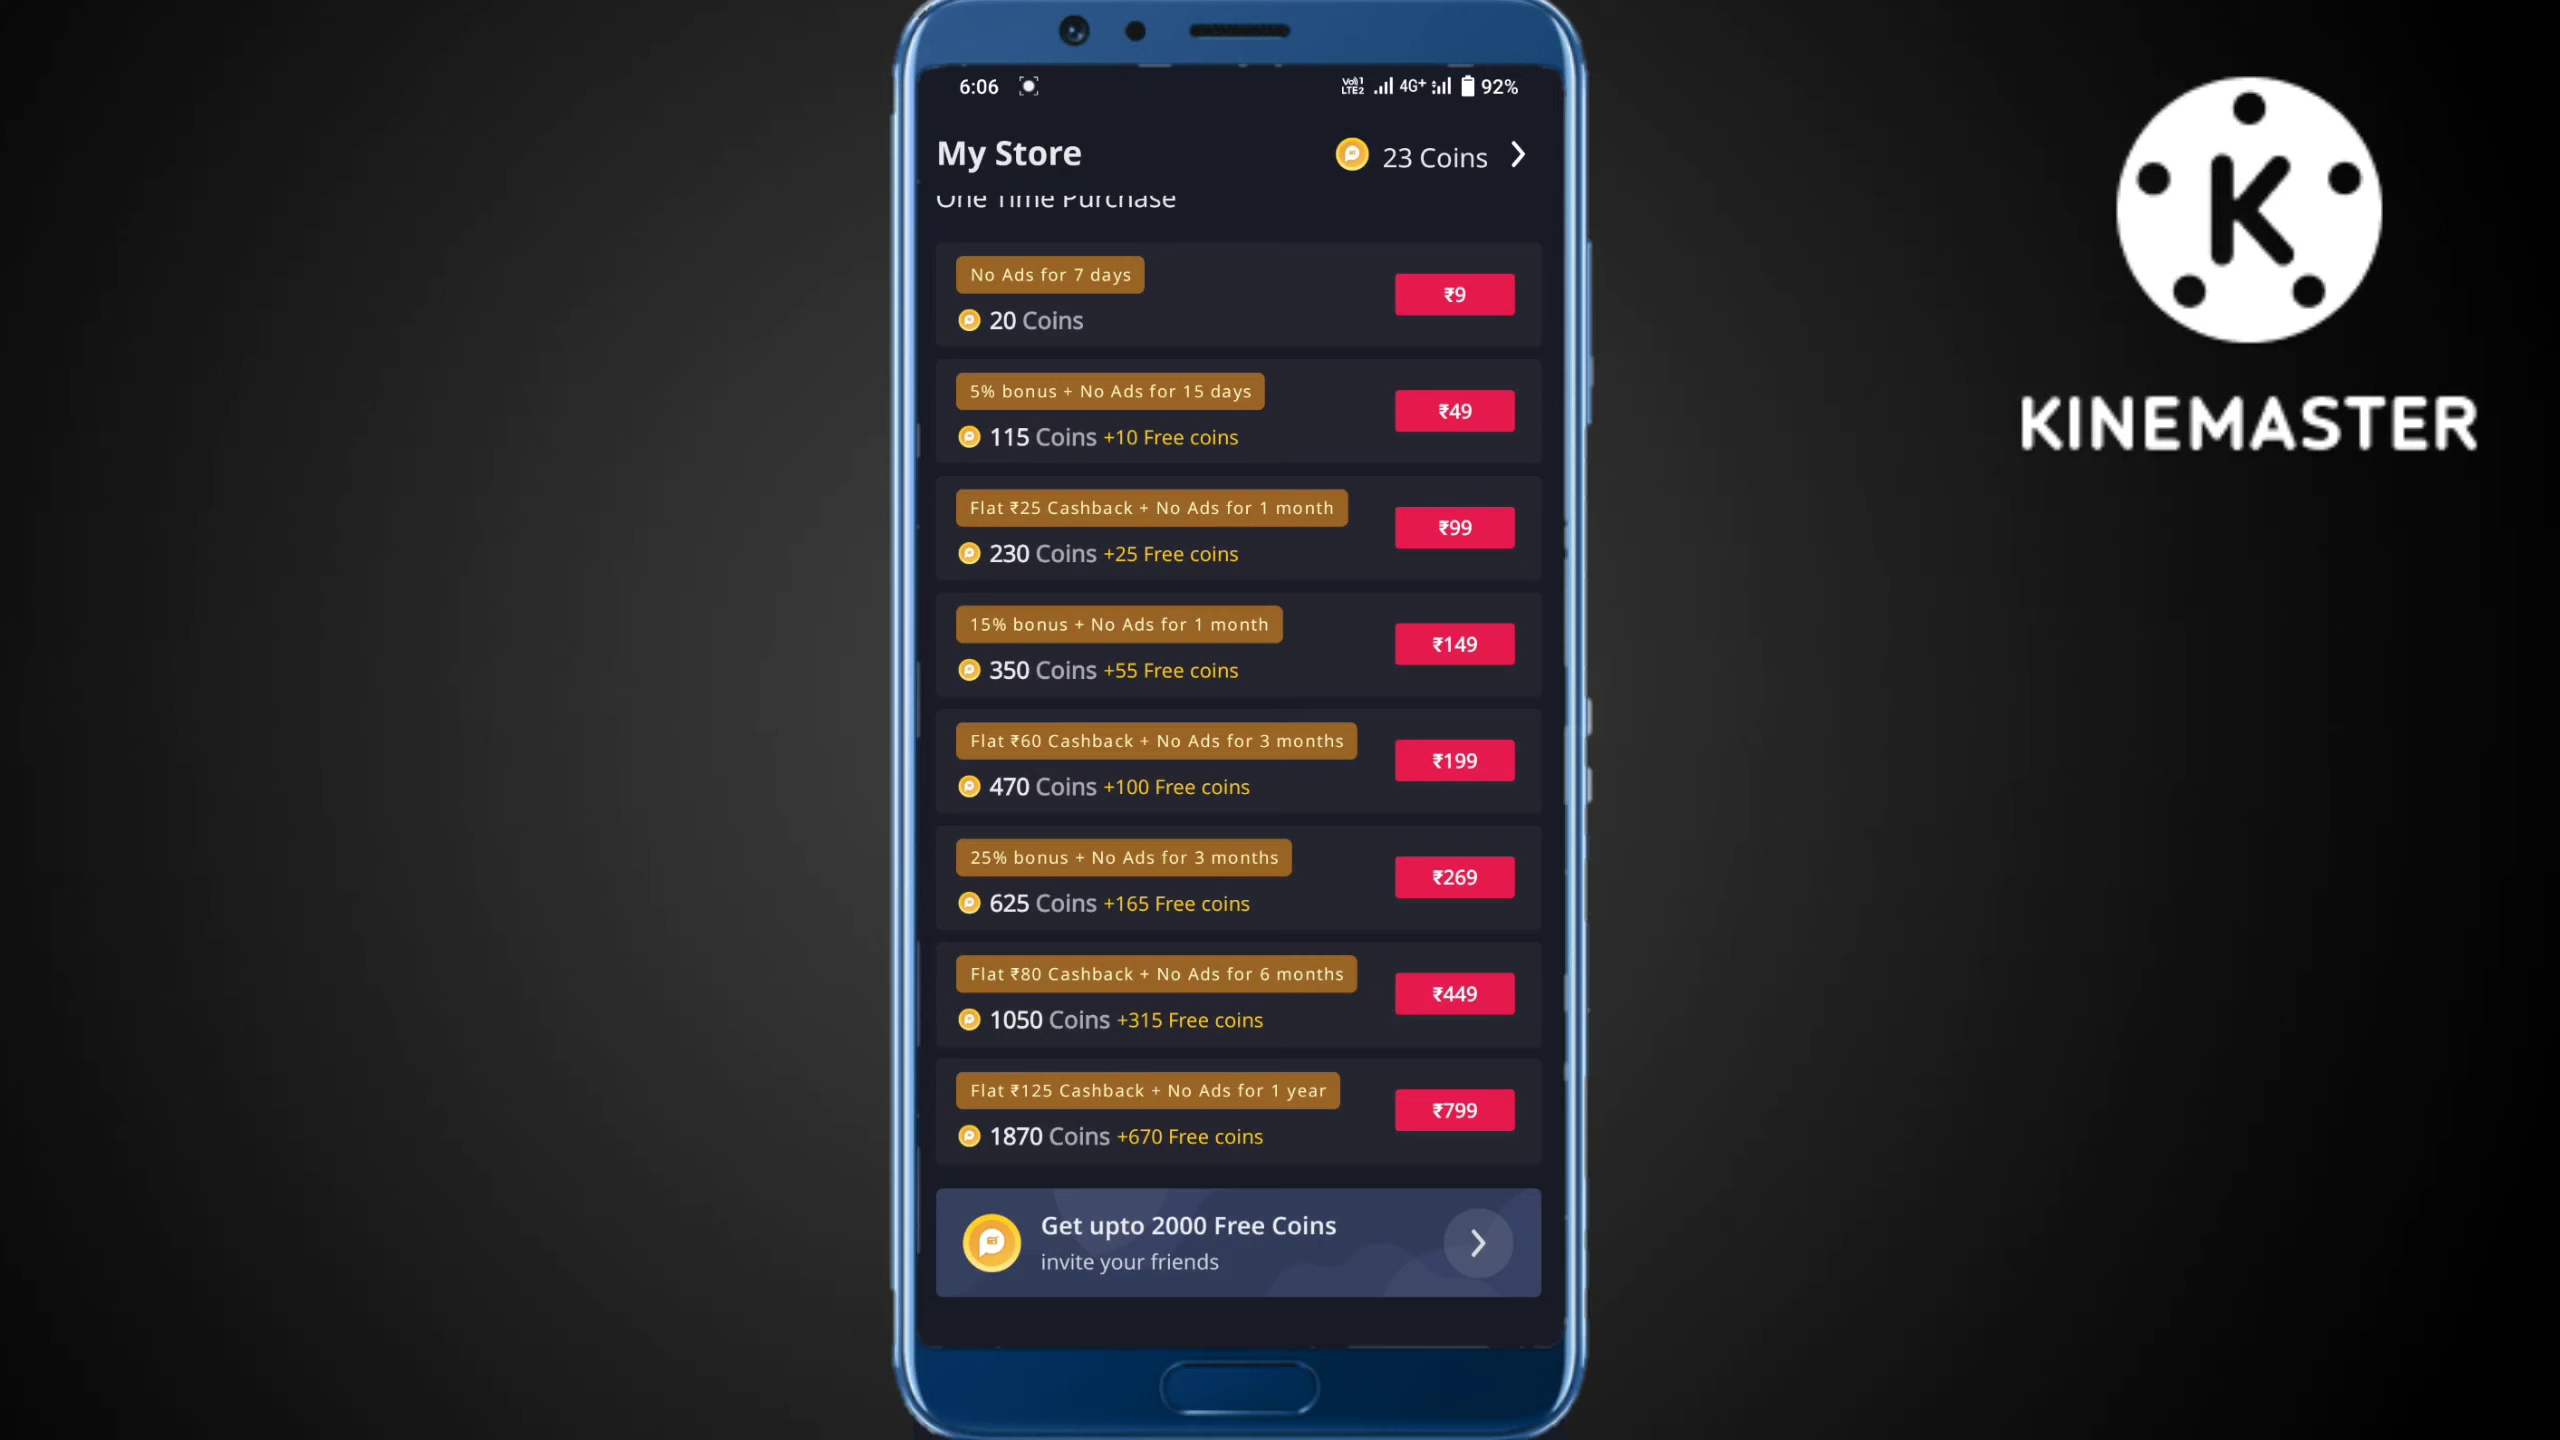 6:06 Vo)) 1 LTE2 4G+ 92%
My Store 23 Coins
One Time Purchase
No Ads for 7 days
20 Coins
₹9
5% bonus + No Ads for 15 days
115 Coins +10 Free coins
₹49
Flat ₹25 Cashback + No Ads for 1 month
230 Coins +25 Free coins
₹99
15% bonus + No Ads for 1 month
350 Coins +55 Free coins
₹149
Flat ₹60 Cashback + No Ads for 3 months
470 Coins +100 Free coins
₹199
25% bonus + No Ads for 3 months
625 Coins +165 Free coins
₹269
Flat ₹80 Cashback + No Ads for 6 months
1050 Coins +315 Free coins
₹449
Flat ₹125 Cashback + No Ads for 1 year
1870 Coins +670 Free coins
₹799
Get upto 2000 Free Coins
invite your friends
K
KINEMASTER